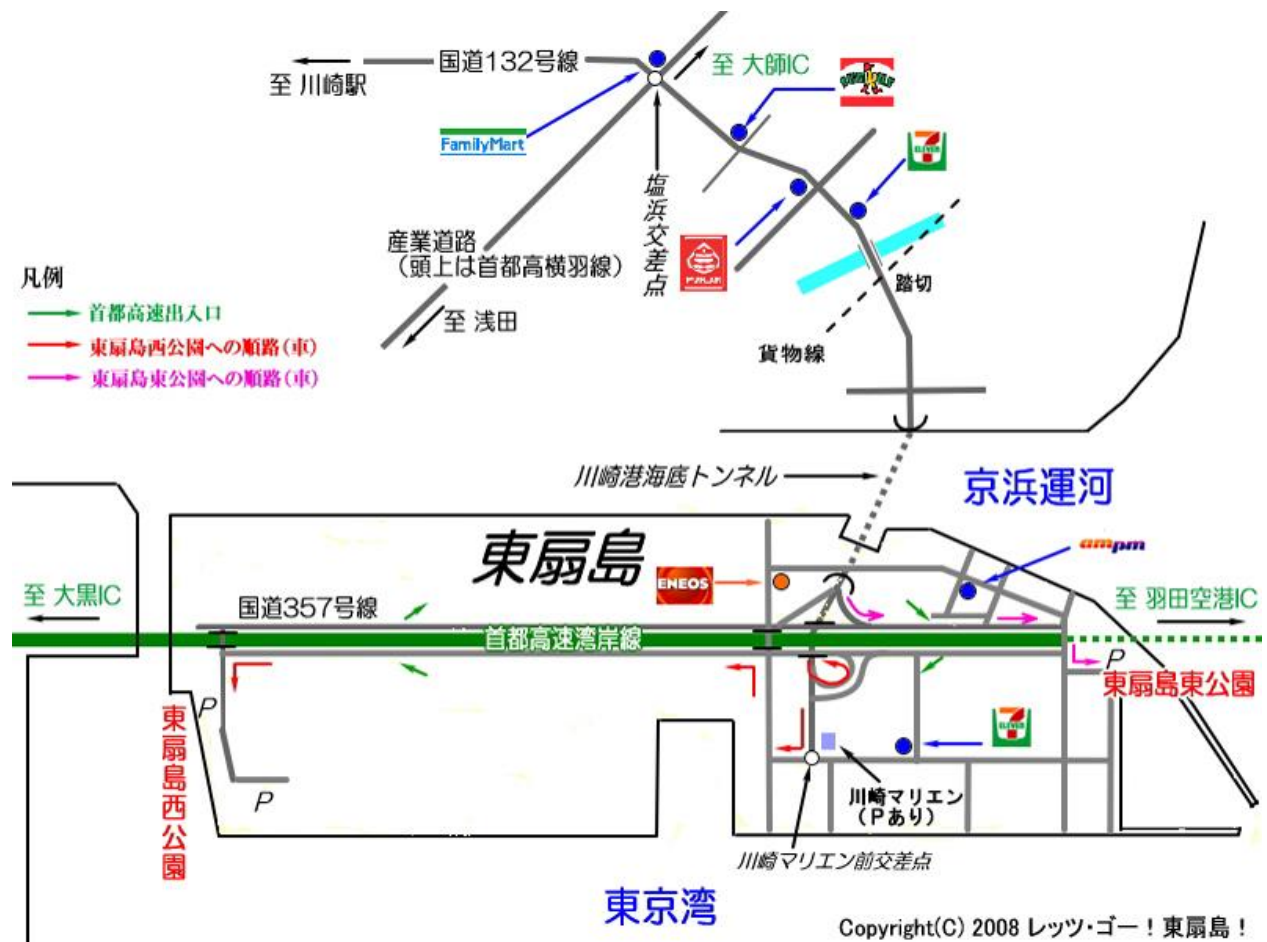 国道132号線
至 川崎駅
至 大師IC
FamilyMart
ELEVEN
塩浜交差点
産業道路
（頭上は首都高横羽線）
至 浅田
踏切
貨物線
凡例
首都高速出入口
東扇島西公園への順路(車)
東扇島東公園への順路(車)
川崎港海底トンネル
京浜運河
東扇島
ENEOS
ampm
至 大黒IC
国道357号線
首都高速湾岸線
至 羽田空港IC
P
東扇島東公園
P
東扇島西公園
P
ELEVEN
川崎マリエン
（Ｐあり）
川崎マリエン前交差点
東京湾
Copyright(C) 2008 レッツ・ゴー！東扇島！